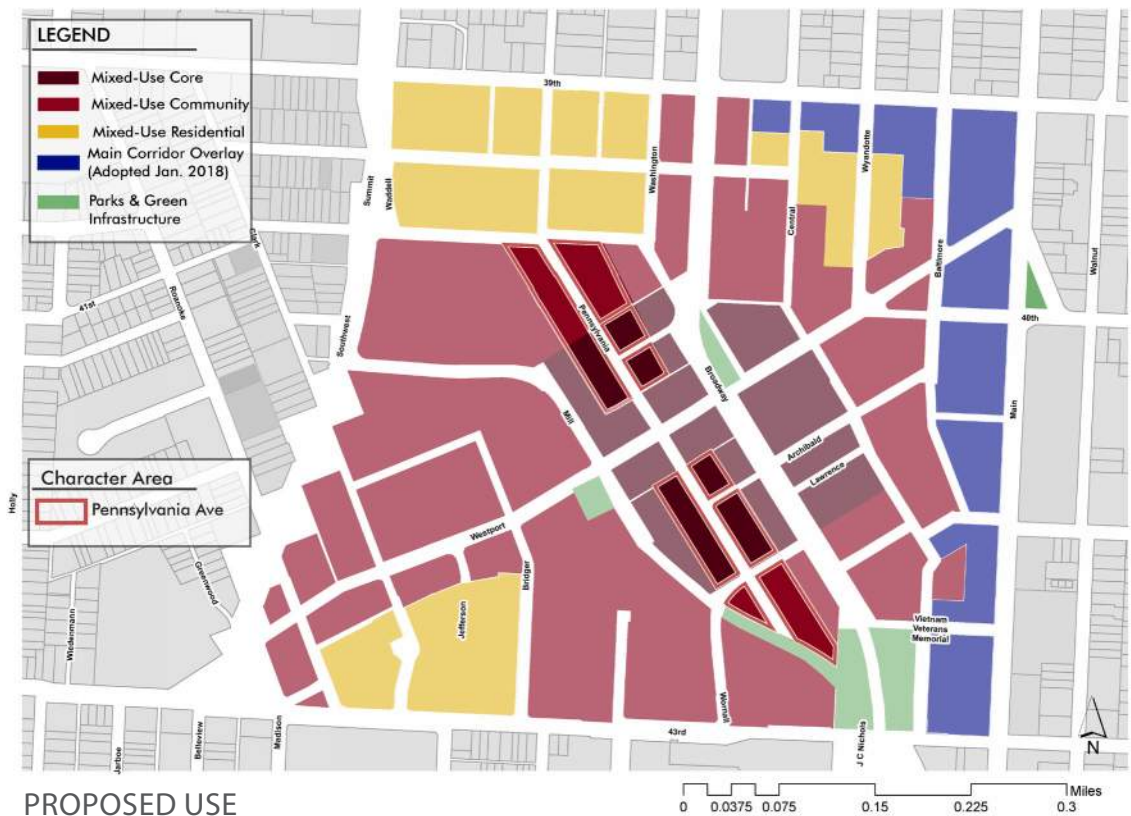 LEGEND
Mixed-Use Core
Mixed-Use Community
Mixed-Use Residential
Main Corridor Overlay
(Adopted Jan. 2018)
Parks & Green
Infrastructure
39th
Summit
Waddell
Washington
Central
Wyandotte
Baltimore
Walnut
Clark
Roanoke
41st
Southwest
Pennsylvania
Broadway
Mill
40th
Main
Archibald
Lawrence
Character Area
Pennsylvania Ave
Holly
Westport
Greenwood
Wiedenmann
Jefferson
Bridger
Vietnam
Veterans
Memorial
Wornall
43rd
J C Nichols
Jarboe
Belleview
Madison
N
PROPOSED USE
Miles
0 0.0375 0.075 0.15 0.225 0.3